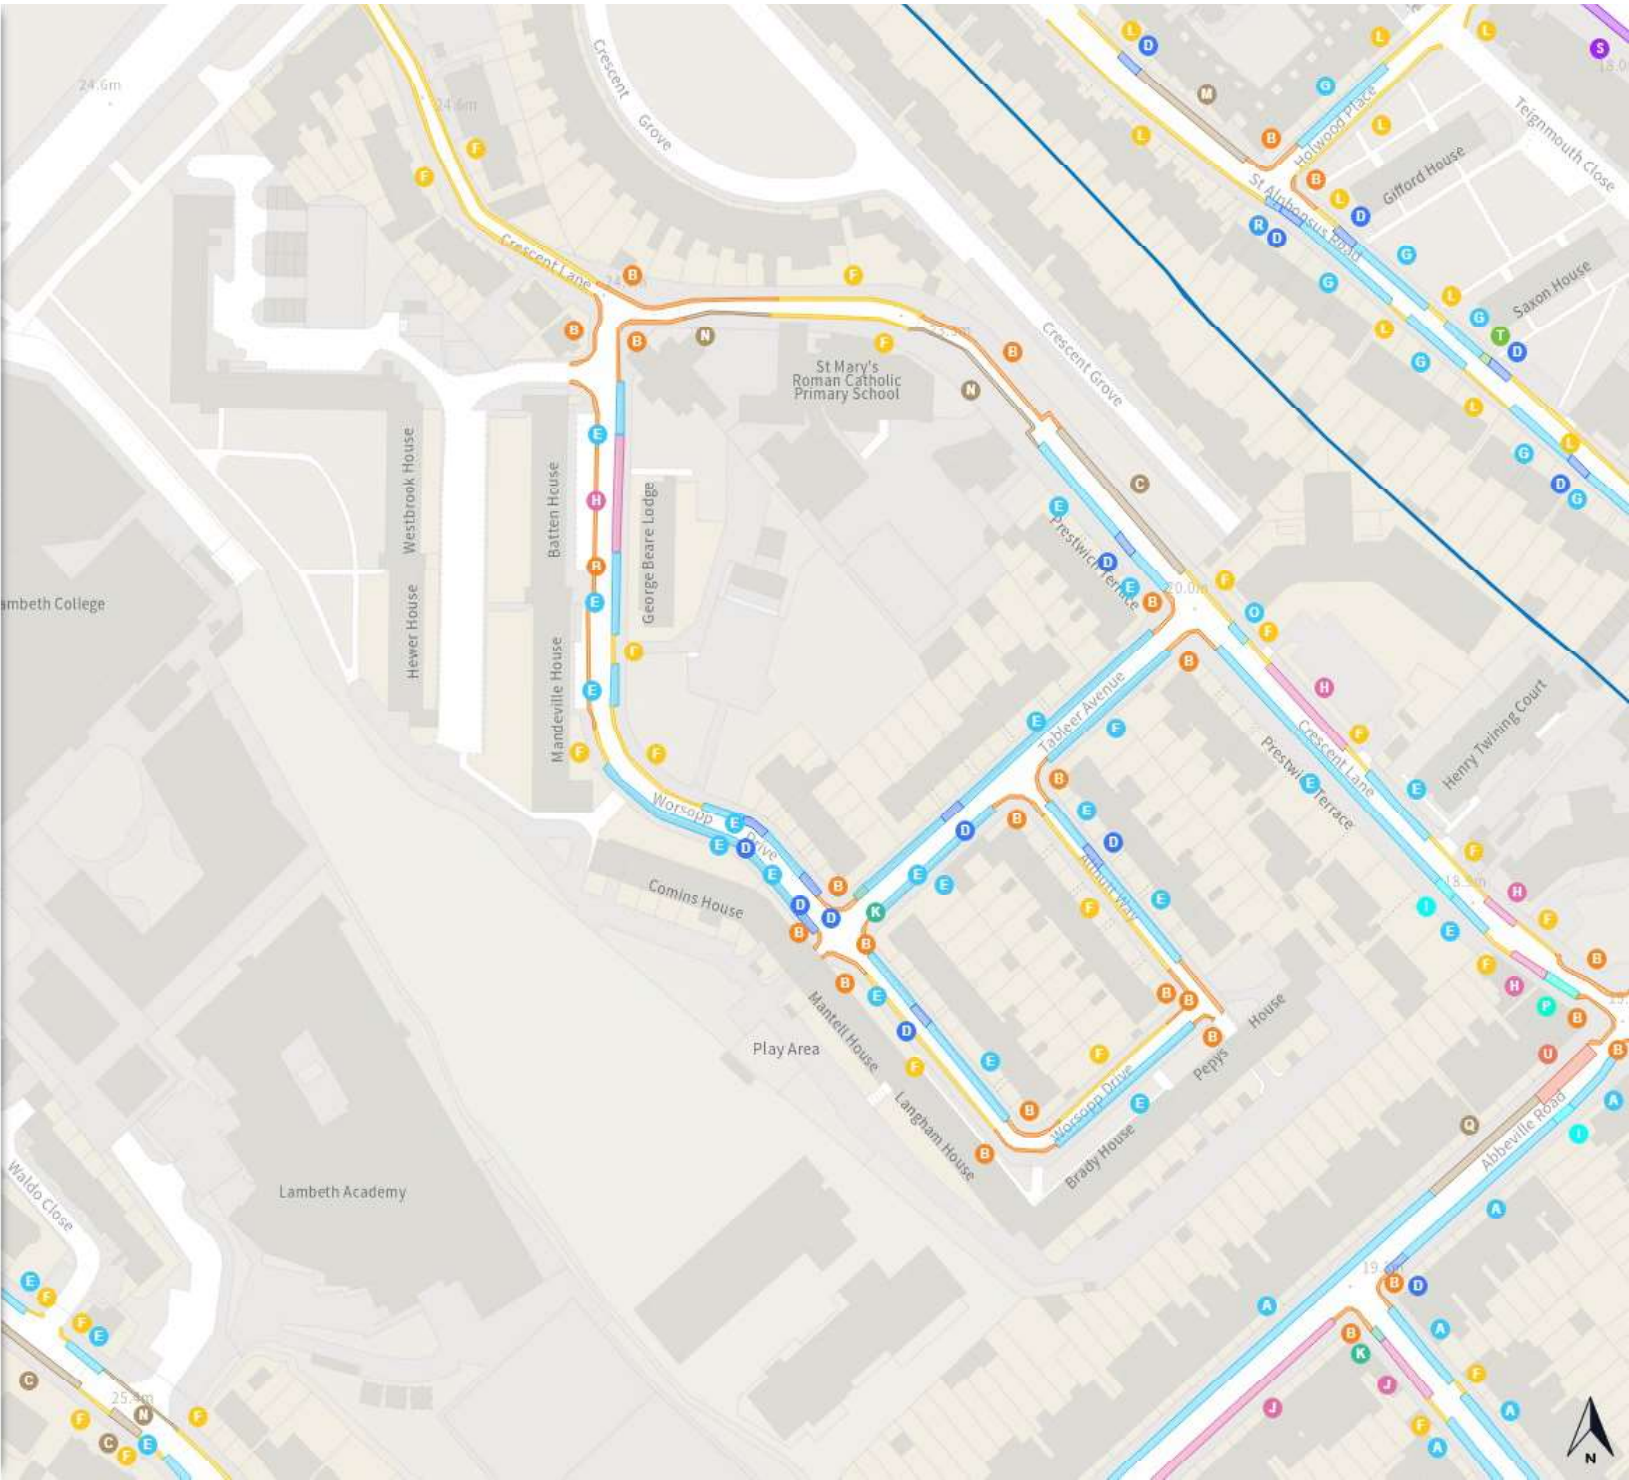 24.6m
24.6m
Crescent
Grove
L
D
L
L
S
18.0
M
G
B
L
L
Holwood Place
Teignmouth Close
Gifford House
F
F
B
L
D
St Alphonsus Road
R
D
G
G
Saxon House
Crescent Lane
B
F
L
G
T
D
L
G
B
B
N
F
B
Crescent Grove
St Mary's
Roman Catholic
Primary School
N
L
L
G
D
G
E
H
B
E
E
F
Westbrook House
Batten House
George Beare Lodge
Hewer House
Mandeville House
C
E
Prestwich Terrace
D
E
B
20.0m
F
O
F
ambeth College
B
H
Tableer Avenue
E
E
F
Crescent Lane
Prestwich Terrace
E
E
Henry Twining Court
F
F
Worsopp
Drive
E
E
D
E
D
D
B
B
D
B
B
E
D
E
E
K
B
F
E
F
18.9m
H
F
I
E
F
H
P
B
B
Comins House
B
E
D
F
Mantell House
B
B
B
House
Pepys
Play Area
E
F
Worsopp Drive
E
B
B
Langham House
Brady House
U
B
A
Q
Abbeville Road
I
A
Lambeth Academy
Waldo Close
E
F
F
E
C
25.4m
F
N
F
C
F
E
A
B
D
B
K
A
J
F
J
F
A
A
N